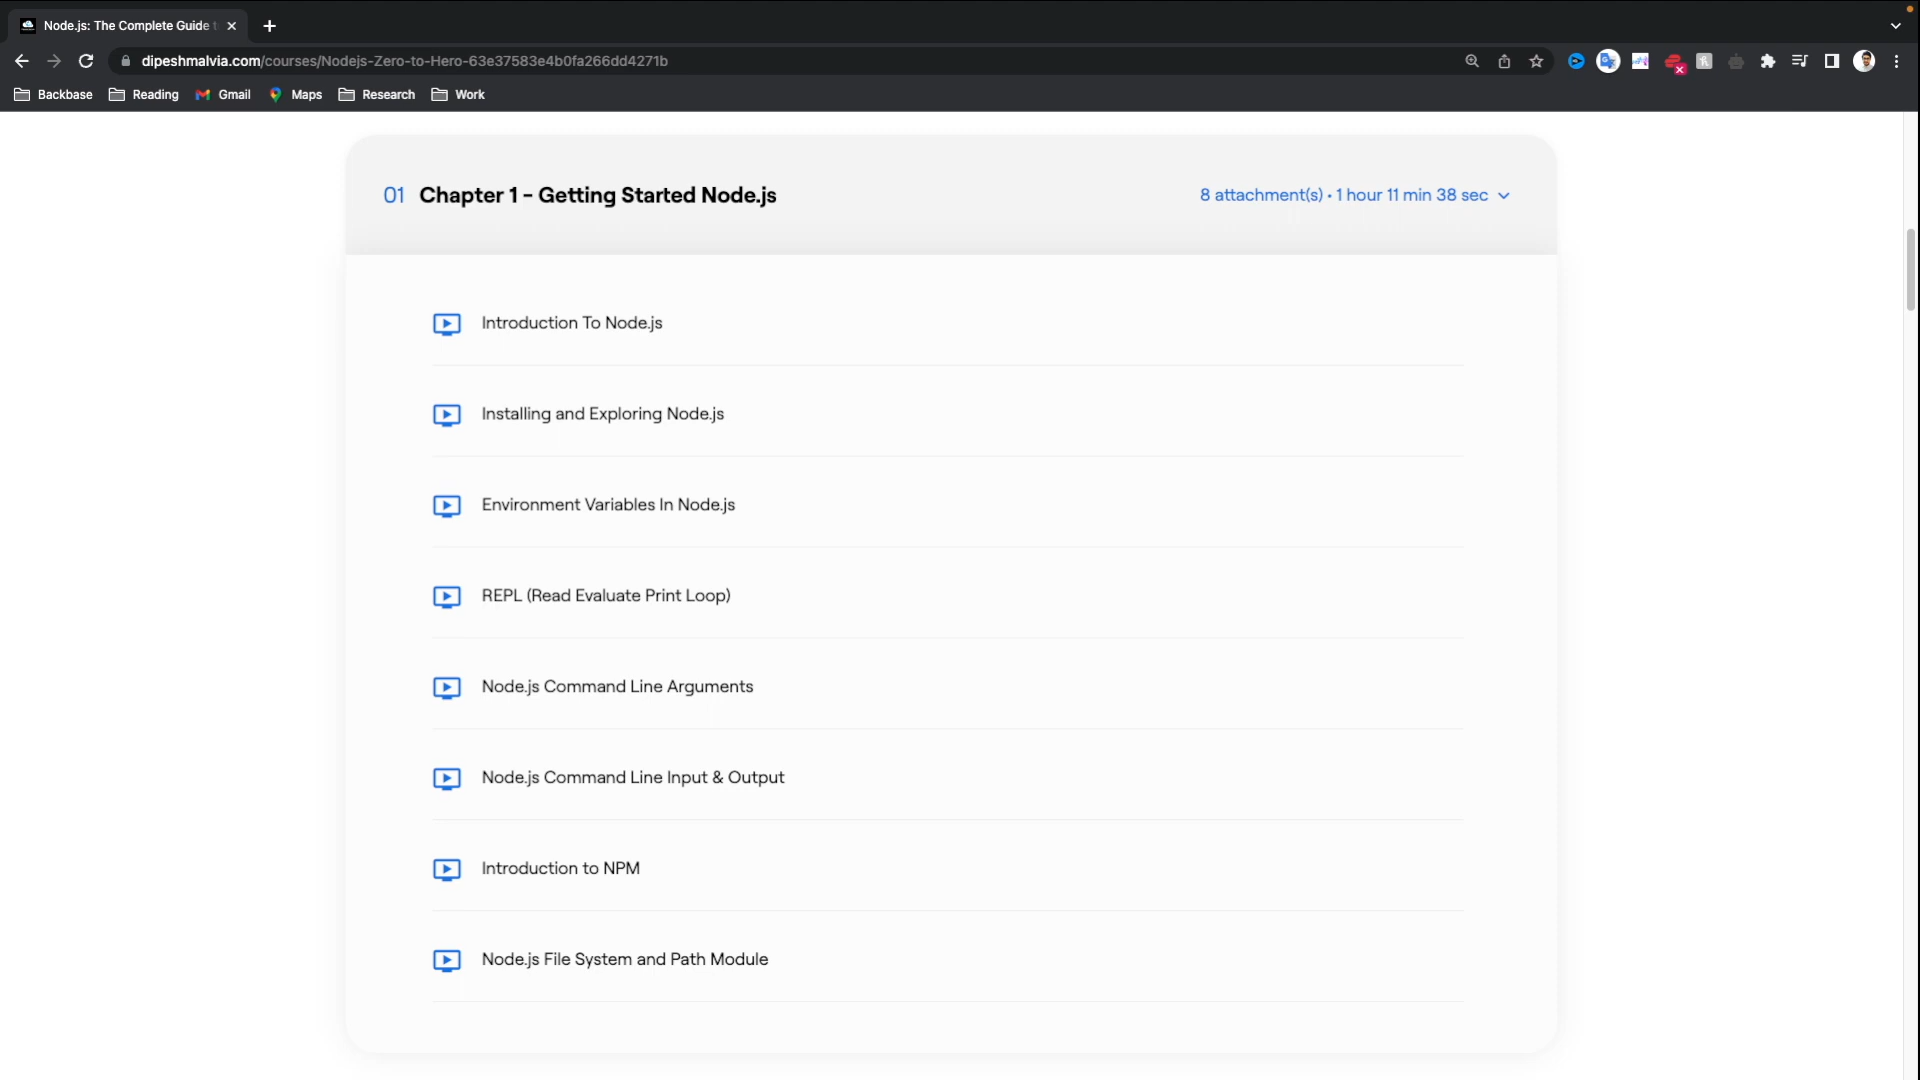 Node.js: The Complete Guide t
dipeshmalvia.com/courses/Nodejs-Zero-to-Hero-63e37583e4b0fa266dd4271b
Backbase Reading Gmail Maps Research Work
01 Chapter 1 - Getting Started Node.js 8 attachment(s) • 1 hour 11 min 38 sec
Introduction To Node.js
Installing and Exploring Node.js
Environment Variables In Node.js
REPL (Read Evaluate Print Loop)
Node.js Command Line Arguments
Node.js Command Line Input & Output
Introduction to NPM
Node.js File System and Path Module